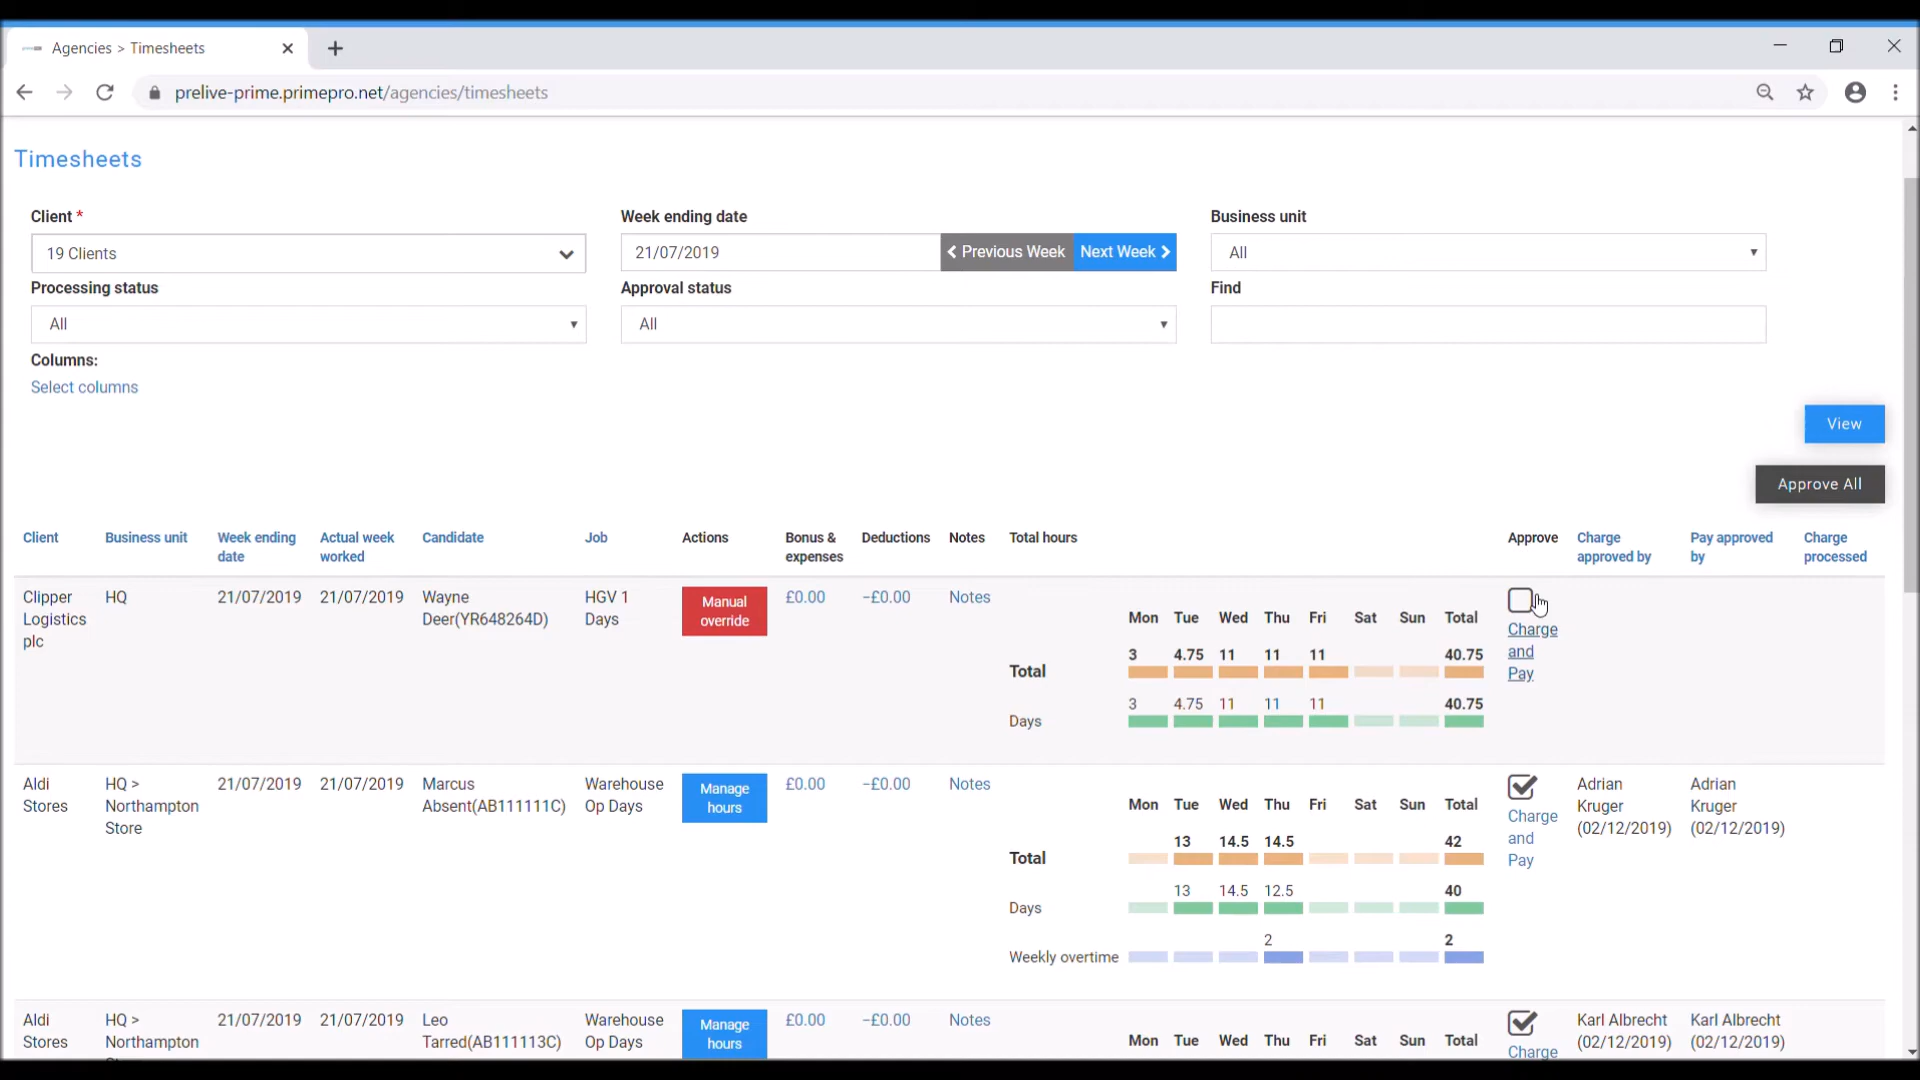 Agencies > Timesheets
prelive-prime.primepro.net/agencies/timesheets
Timesheets
Client *
Week ending date
Business unit
19 Clients
21/07/2019
Previous Week
Next Week
All
Processing status
Approval status
Find
All
All
Columns:
Select columns
View
Approve All
Client
Business unit
Week ending
date
Actual week
worked
Candidate
Job
Actions
Bonus &
expenses
Deductions
Notes
Total hours
Approve
Charge
approved by
Pay approved
by
Charge
processed
Clipper
Logistics
plc
HQ
21/07/2019
21/07/2019
Wayne
Deer(YR648264D)
HGV 1
Days
Manual
override
£0.00
−£0.00
Notes
Mon Tue Wed Thu Fri Sat Sun Total
3 4.75 11 11 11 40.75
Total
3 4.75 11 11 11 40.75
Days
Charge
and
Pay
Aldi
Stores
HQ >
Northampton
Store
21/07/2019
21/07/2019
Marcus
Absent(AB111111C)
Warehouse
Op Days
Manage
hours
£0.00
−£0.00
Notes
Mon Tue Wed Thu Fri Sat Sun Total
13 14.5 14.5 42
Total
13 14.5 12.5 40
Days
2 2
Weekly overtime
Charge
and
Pay
Adrian
Kruger
(02/12/2019)
Adrian
Kruger
(02/12/2019)
Aldi
Stores
HQ >
Northampton
21/07/2019
21/07/2019
Leo
Tarred(AB111113C)
Warehouse
Op Days
Manage
hours
£0.00
−£0.00
Notes
Mon Tue Wed Thu Fri Sat Sun Total
Charge
Karl Albrecht
(02/12/2019)
Karl Albrecht
(02/12/2019)